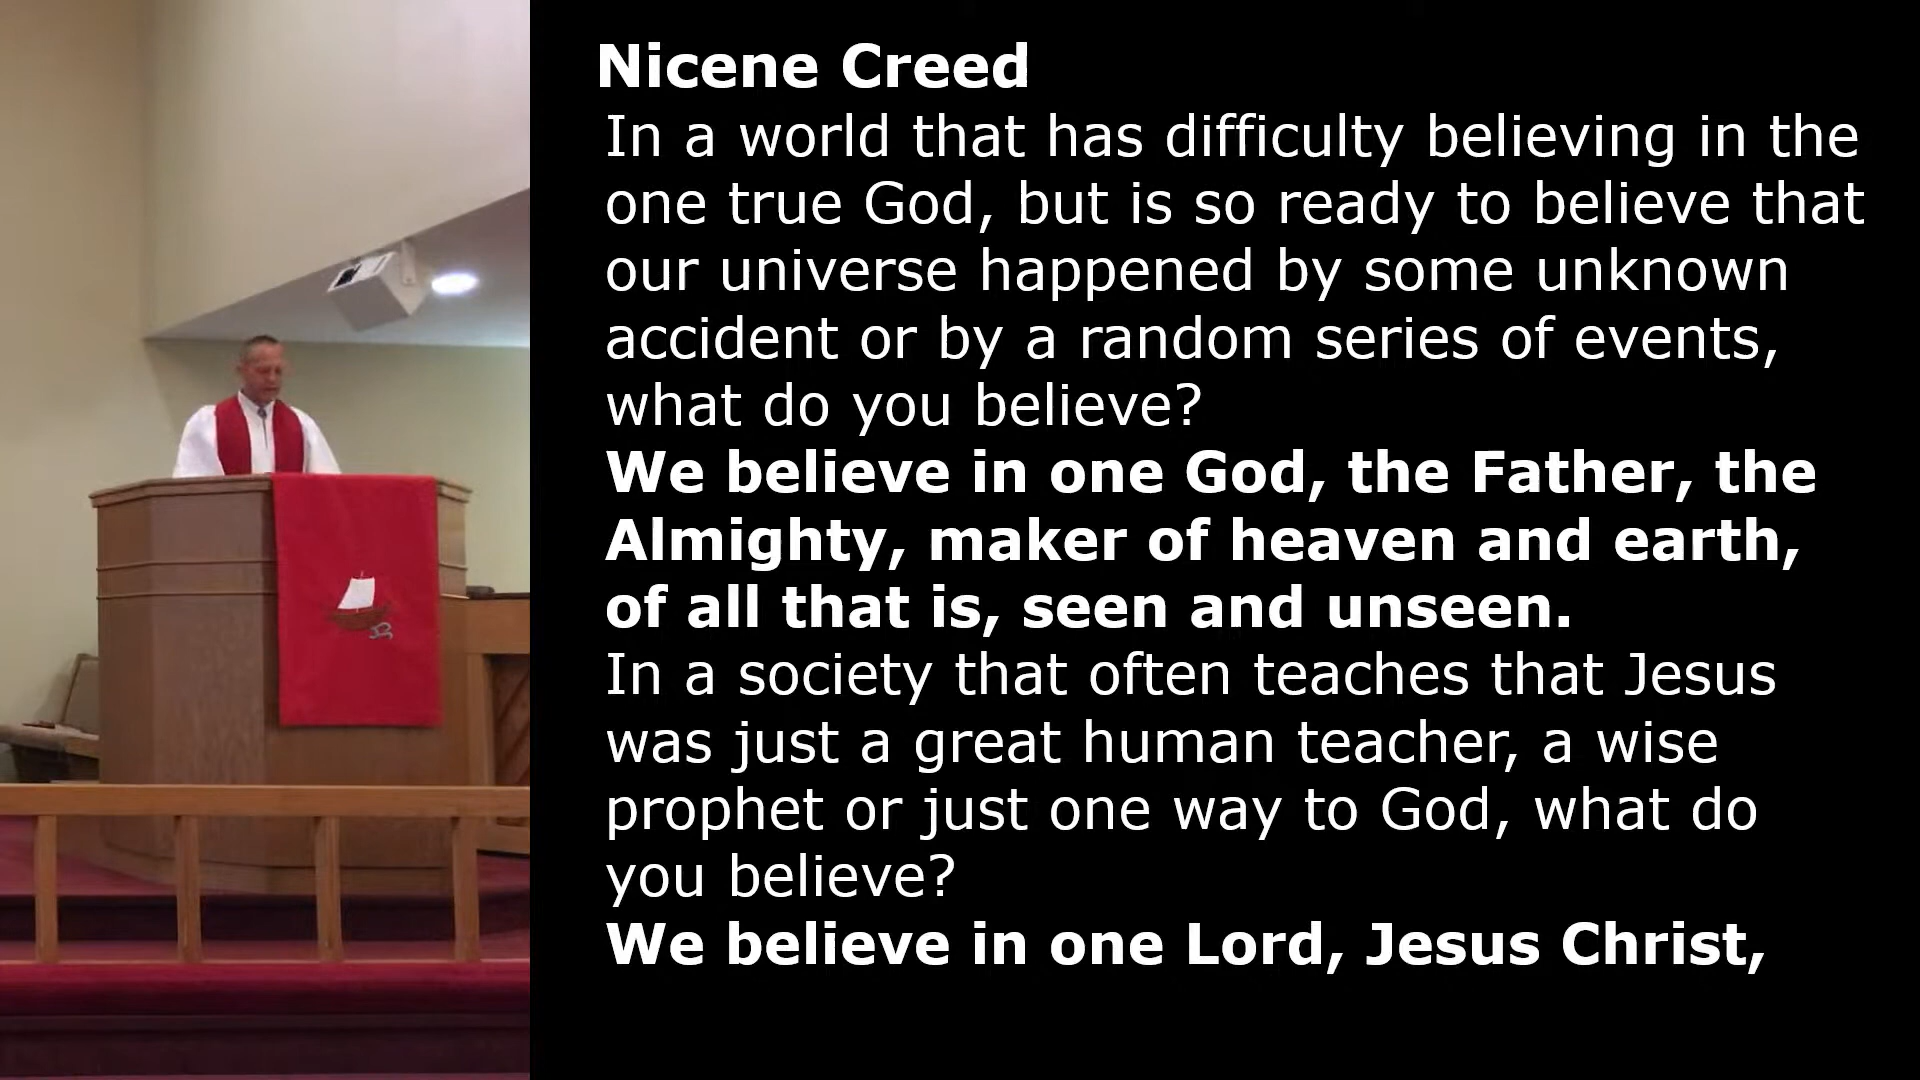 Nicene Creed
In a world that has difficulty believing in the
one true God, but is so ready to believe that
our universe happened by some unknown
accident or by a random series of events,
what do you believe?
We believe in one God, the Father, the
Almighty, maker of heaven and earth,
of all that is, seen and unseen.
In a society that often teaches that Jesus
was just a great human teacher, a wise
prophet or just one way to God, what do
you believe?
We believe in one Lord, Jesus Christ,